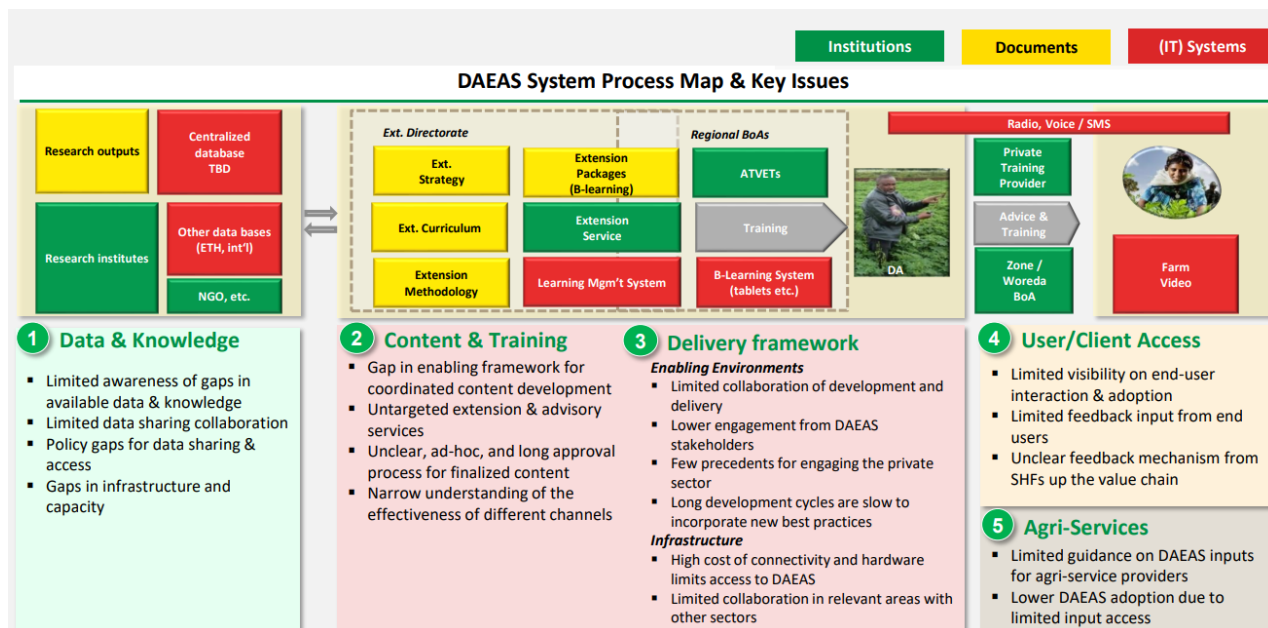 Institutions
Documents
(IT) Systems
DAEAS System Process Map & Key Issues
Research outputs
Centralized
database
TBD
Research institutes
Other data bases
(ETH, int'l)
NGO, etc.
Ext. Directorate
Regional BoAs
Ext.
Strategy
Extension
Packages
(B-learning)
ATVETs
Ext. Curriculum
Extension
Service
Training
Extension
Methodology
Learning Mgm't System
B-Learning System
(tablets etc.)
DA
Radio, Voice / SMS
Private
Training
Provider
Advice &
Training
Zone /
Woreda
BoA
Farm
Video
1 Data & Knowledge
▪ Limited awareness of gaps in
available data & knowledge
▪ Limited data sharing collaboration
▪ Policy gaps for data sharing &
access
▪ Gaps in infrastructure and
capacity
2 Content & Training
▪ Gap in enabling framework for
coordinated content development
▪ Untargeted extension & advisory
services
▪ Unclear, ad-hoc, and long approval
process for finalized content
▪ Narrow understanding of the
effectiveness of different channels
3 Delivery framework
Enabling Environments
▪ Limited collaboration of development and
delivery
▪ Lower engagement from DAEAS
stakeholders
▪ Few precedents for engaging the private
sector
▪ Long development cycles are slow to
incorporate new best practices
Infrastructure
▪ High cost of connectivity and hardware
limits access to DAEAS
▪ Limited collaboration in relevant areas with
other sectors
4 User/Client Access
▪ Limited visibility on end-user
interaction & adoption
▪ Limited feedback input from end
users
▪ Unclear feedback mechanism from
SHFs up the value chain
5 Agri-Services
▪ Limited guidance on DAEAS inputs
for agri-service providers
▪ Lower DAEAS adoption due to
limited input access